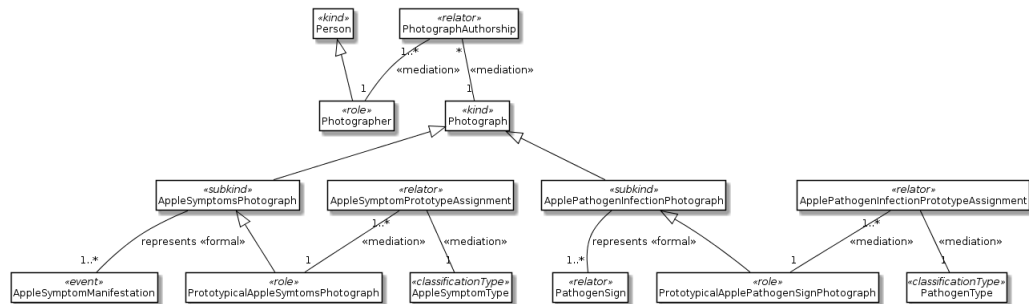 «kind»
Person
«relator»
PhotographAuthorship
1..*
*
«mediation»
«mediation»
1
1
«role»
Photographer
«kind»
Photograph
«subkind»
AppleSymptomsPhotograph
«relator»
AppleSymptomPrototypeAssignment
«subkind»
ApplePathogenInfectionPhotograph
«relator»
ApplePathogenInfectionPrototypeAssignment
1..*
1..*
represents «formal»
«mediation»
«mediation»
represents «formal»
«mediation»
«mediation»
1..*
1
1
1..*
1
1
«event»
AppleSymptomManifestation
«role»
PrototypicalAppleSymtomsPhotograph
«classificationType»
AppleSymptomType
«relator»
PathogenSign
«role»
PrototypicalApplePathogenSignPhotograph
«classificationType»
PathogenType